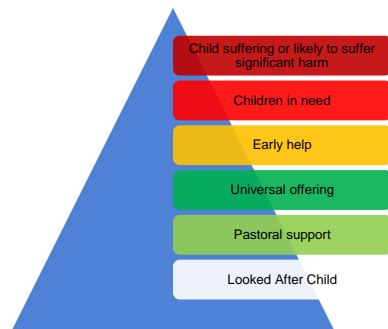 Child suffering or likely to suffer
significant harm
Children in need
Early help
Universal offering
Pastoral support
Looked After Child